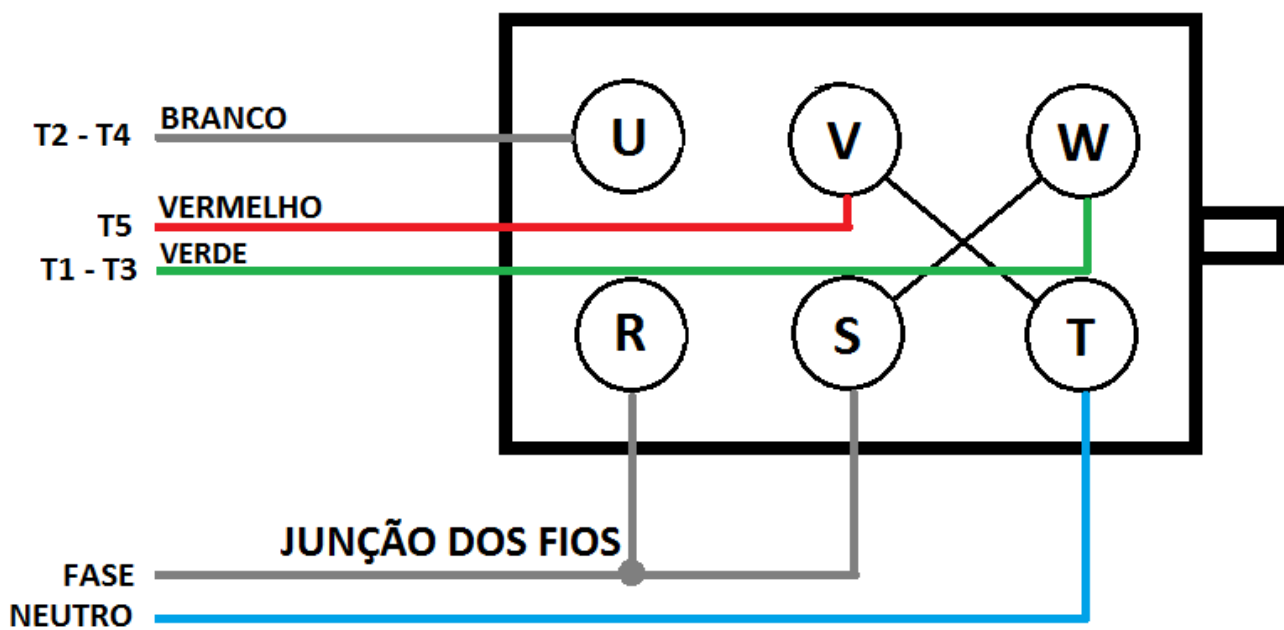 T2 - T4
BRANCO
U
V
W
T5
VERMELHO
T1 - T3
VERDE
R
S
T
JUNÇÃO DOS FIOS
FASE
NEUTRO